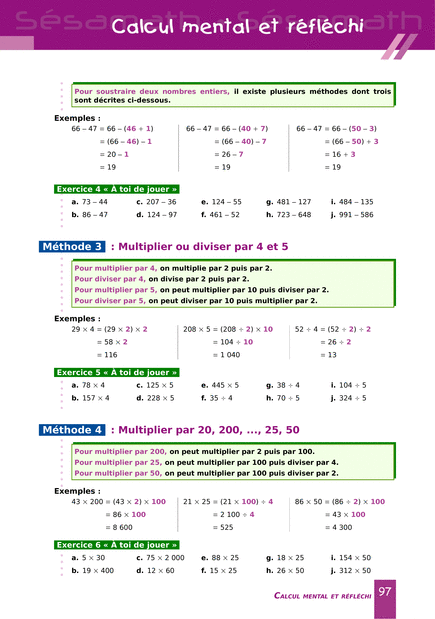 Sésamath - Sésamath
Calcul mental et réfléchi
Pour soustraire deux nombres entiers, il existe plusieurs méthodes dont trois
sont décrites ci-dessous.
Exemples :
66 – 47 = 66 – (46 + 1)
= (66 – 46) – 1
= 20 – 1
= 19
66 – 47 = 66 – (40 + 7)
= (66 – 40) – 7
= 26 – 7
= 19
66 – 47 = 66 – (50 – 3)
= (66 – 50) + 3
= 16 + 3
= 19
Exercice 4 « À toi de jouer »
a. 73 – 44 c. 207 – 36 e. 124 – 55 g. 481 – 127 i. 484 – 135
b. 86 – 47 d. 124 – 97 f. 461 – 52 h. 723 – 648 j. 991 – 586
Méthode 3 : Multiplier ou diviser par 4 et 5
Pour multiplier par 4, on multiplie par 2 puis par 2.
Pour diviser par 4, on divise par 2 puis par 2.
Pour multiplier par 5, on peut multiplier par 10 puis diviser par 2.
Pour diviser par 5, on peut diviser par 10 puis multiplier par 2.
Exemples :
29 × 4 = (29 × 2) × 2
= 58 × 2
= 116
208 × 5 = (208 ÷ 2) × 10
= 104 ÷ 10
= 1 040
52 ÷ 4 = (52 ÷ 2) ÷ 2
= 26 ÷ 2
= 13
Exercice 5 « À toi de jouer »
a. 78 × 4 c. 125 × 5 e. 445 × 5 g. 38 ÷ 4 i. 104 ÷ 5
b. 157 × 4 d. 228 × 5 f. 35 ÷ 4 h. 70 ÷ 5 j. 324 ÷ 5
Méthode 4 : Multiplier par 20, 200, ..., 25, 50
Pour multiplier par 200, on peut multiplier par 2 puis par 100.
Pour multiplier par 25, on peut multiplier par 100 puis diviser par 4.
Pour multiplier par 50, on peut multiplier par 100 puis diviser par 2.
Exemples :
43 × 200 = (43 × 2) × 100
= 86 × 100
= 8 600
21 × 25 = (21 × 100) ÷ 4
= 2 100 ÷ 4
= 525
86 × 50 = (86 ÷ 2) × 100
= 43 × 100
= 4 300
Exercice 6 « À toi de jouer »
a. 5 × 30 c. 75 × 2 000 e. 88 × 25 g. 18 × 25 i. 154 × 50
b. 19 × 400 d. 12 × 60 f. 15 × 25 h. 26 × 50 j. 312 × 50
CALCUL MENTAL ET RÉFLÉCHI 97